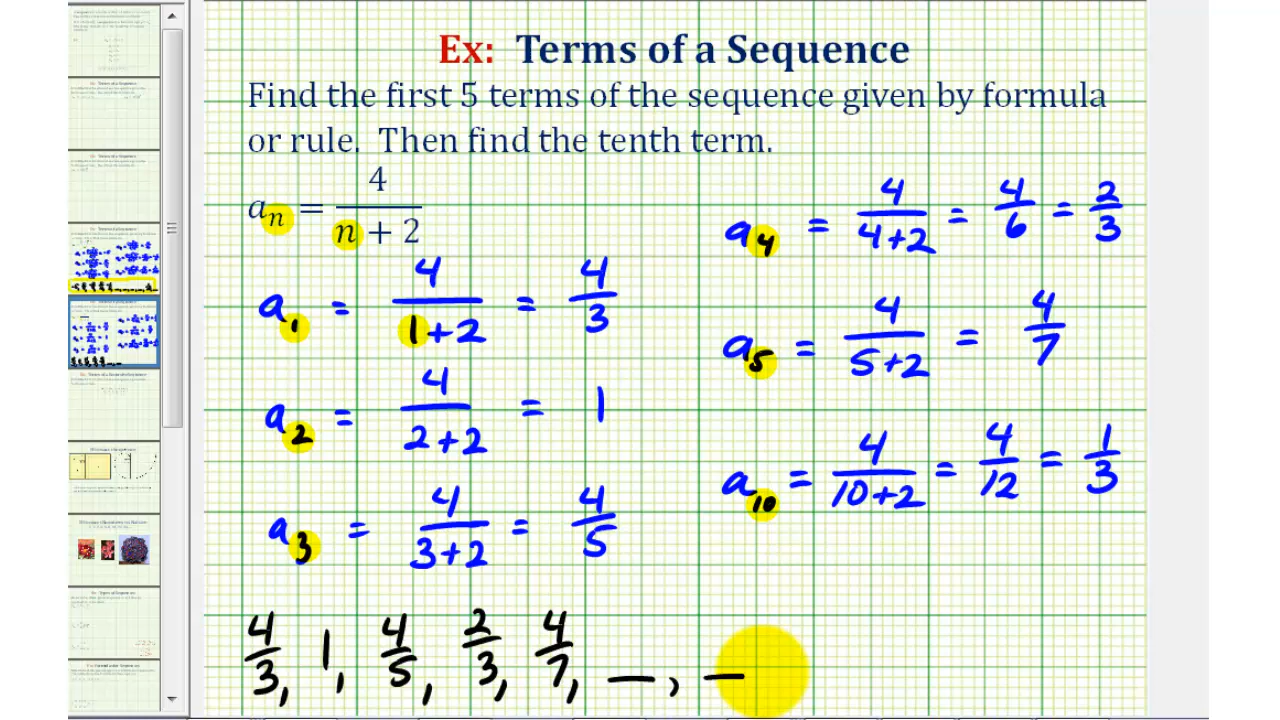 Ex: Terms of a Sequence
Find the first 5 terms of the sequence given by formula
or rule. Then find the tenth term.
aₙ = 4/(n + 2)
a₁ = 4/(1+2) = 4/3
a₂ = 4/(2+2) = 1
a₃ = 4/(3+2) = 4/5
a₄ = 4/(4+2) = 4/6 = 2/3
a₅ = 4/(5+2) = 4/7
a₁₀ = 4/(10+2) = 4/12 = 1/3
4/3, 1, 4/5, 2/3, 4/7, __, __